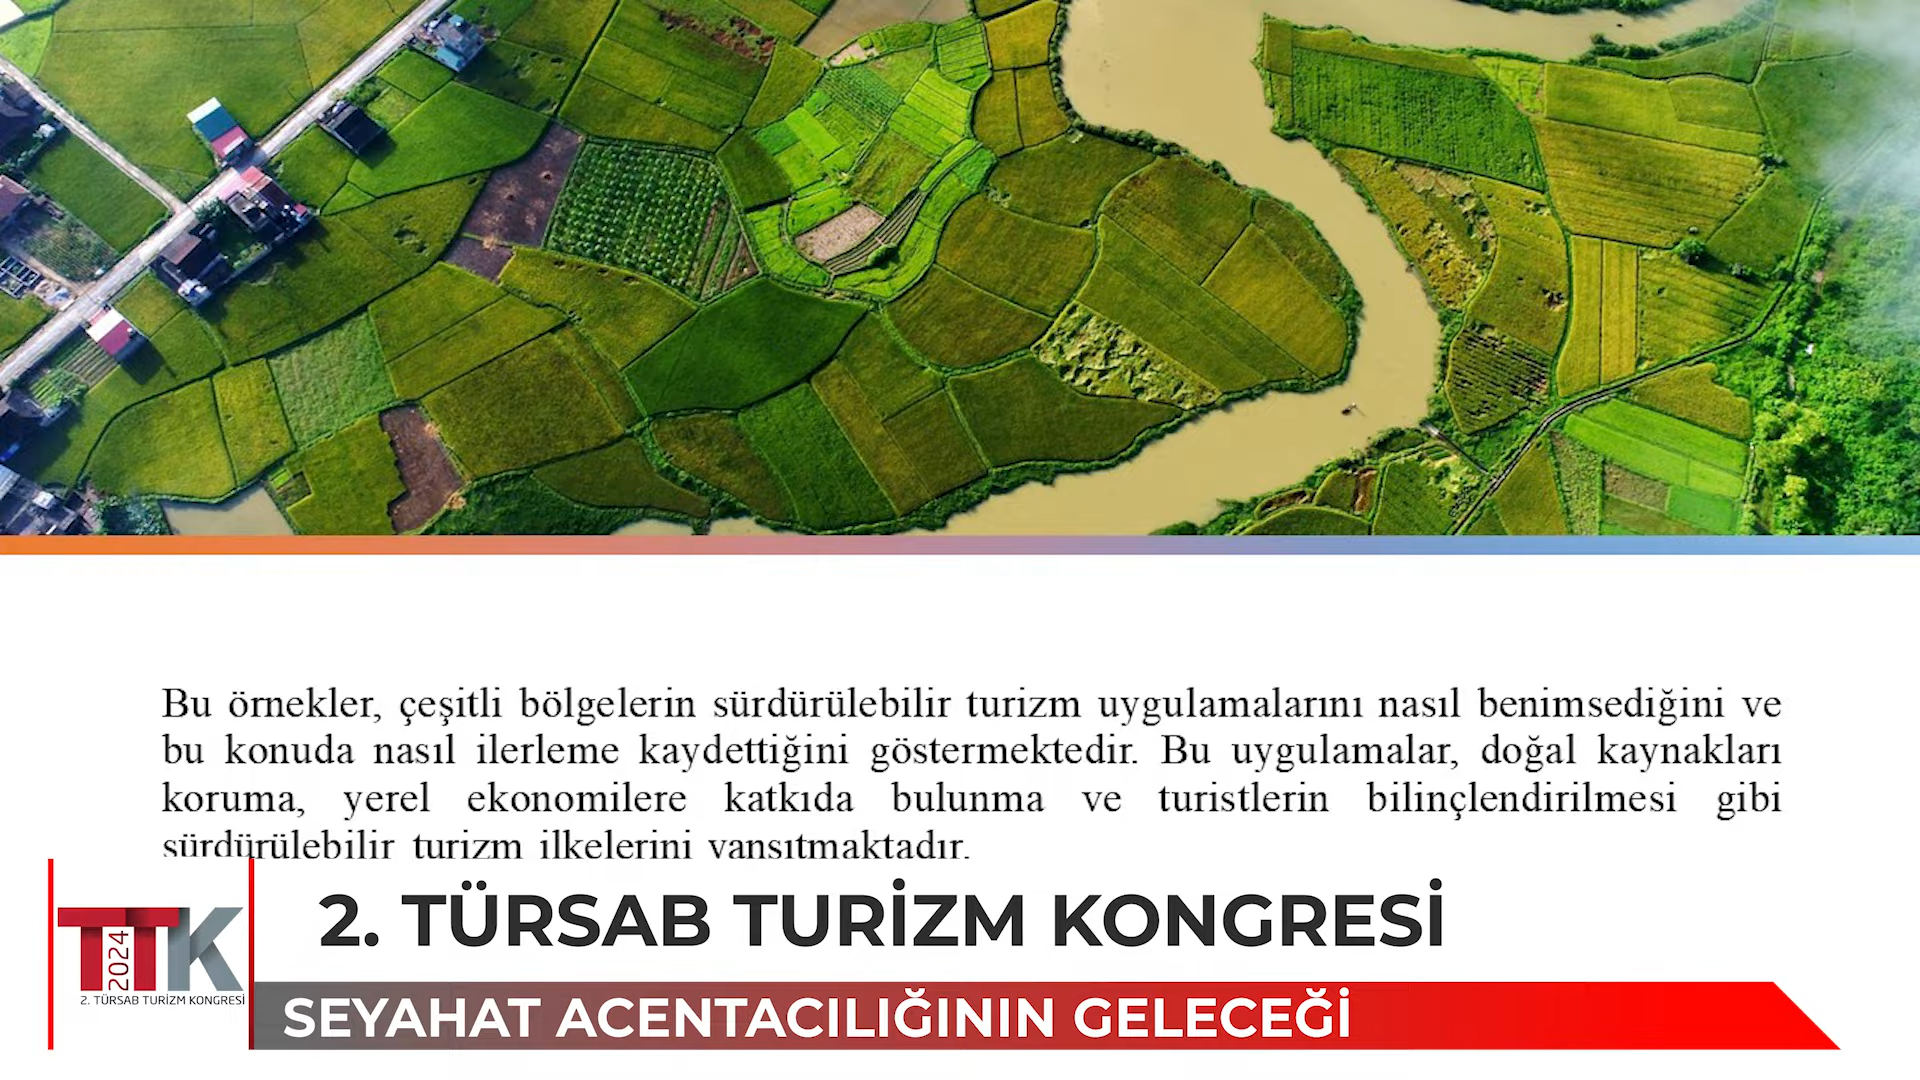 Bu örnekler, çeşitli bölgelerin sürdürülebilir turizm uygulamalarını nasıl benimsediğini ve
bu konuda nasıl ilerleme kaydettiğini göstermektedir. Bu uygulamalar, doğal kaynakları
koruma, yerel ekonomilere katkıda bulunma ve turistlerin bilinçlendirilmesi gibi
sürdürülebilir turizm ilkelerini yansıtmaktadır.
2. TÜRSAB TURİZM KONGRESİ
TTK
2024
2. TÜRSAB TURİZM KONGRESİ
SEYAHAT ACENTACILIĞININ GELECEĞİ